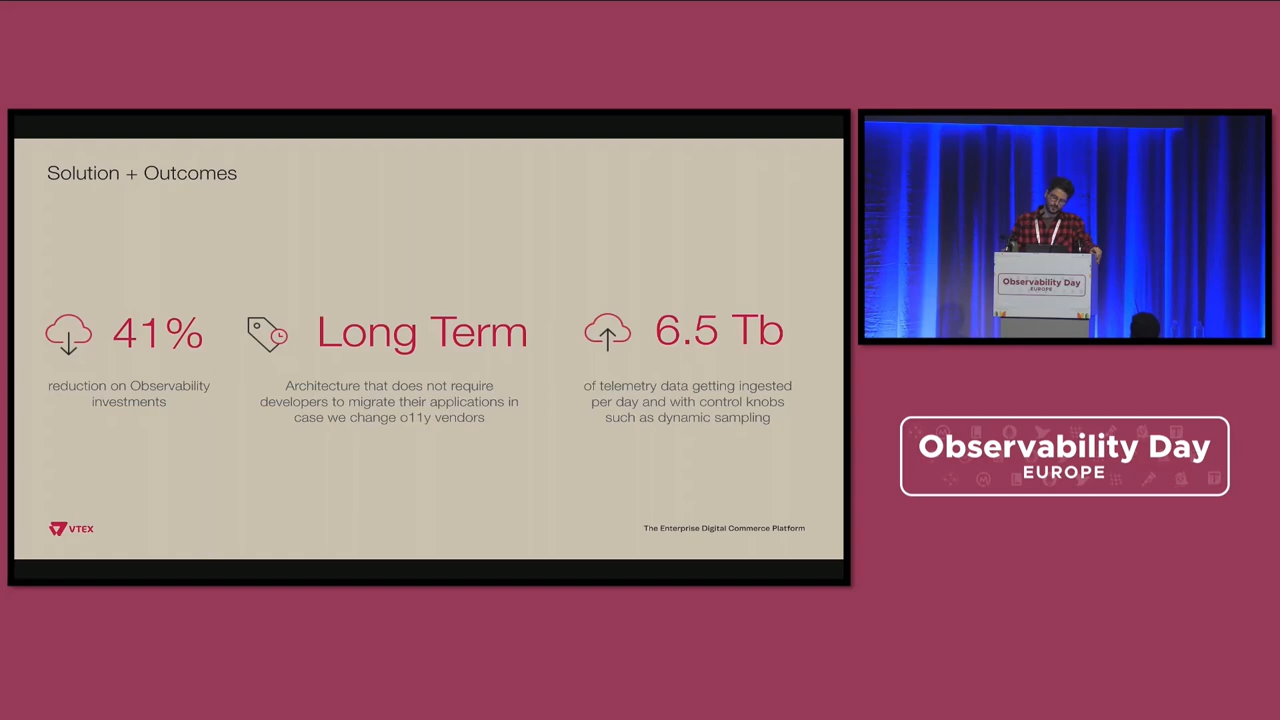 Solution + Outcomes
41%
reduction on Observability
investments
Long Term
Architecture that does not require
developers to migrate their applications in
case we change o11y vendors
6.5 Tb
of telemetry data getting ingested
per day and with control knobs
such as dynamic sampling
VTEX
The Enterprise Digital Commerce Platform
Observability Day
EUROPE
Observability Day
EUROPE